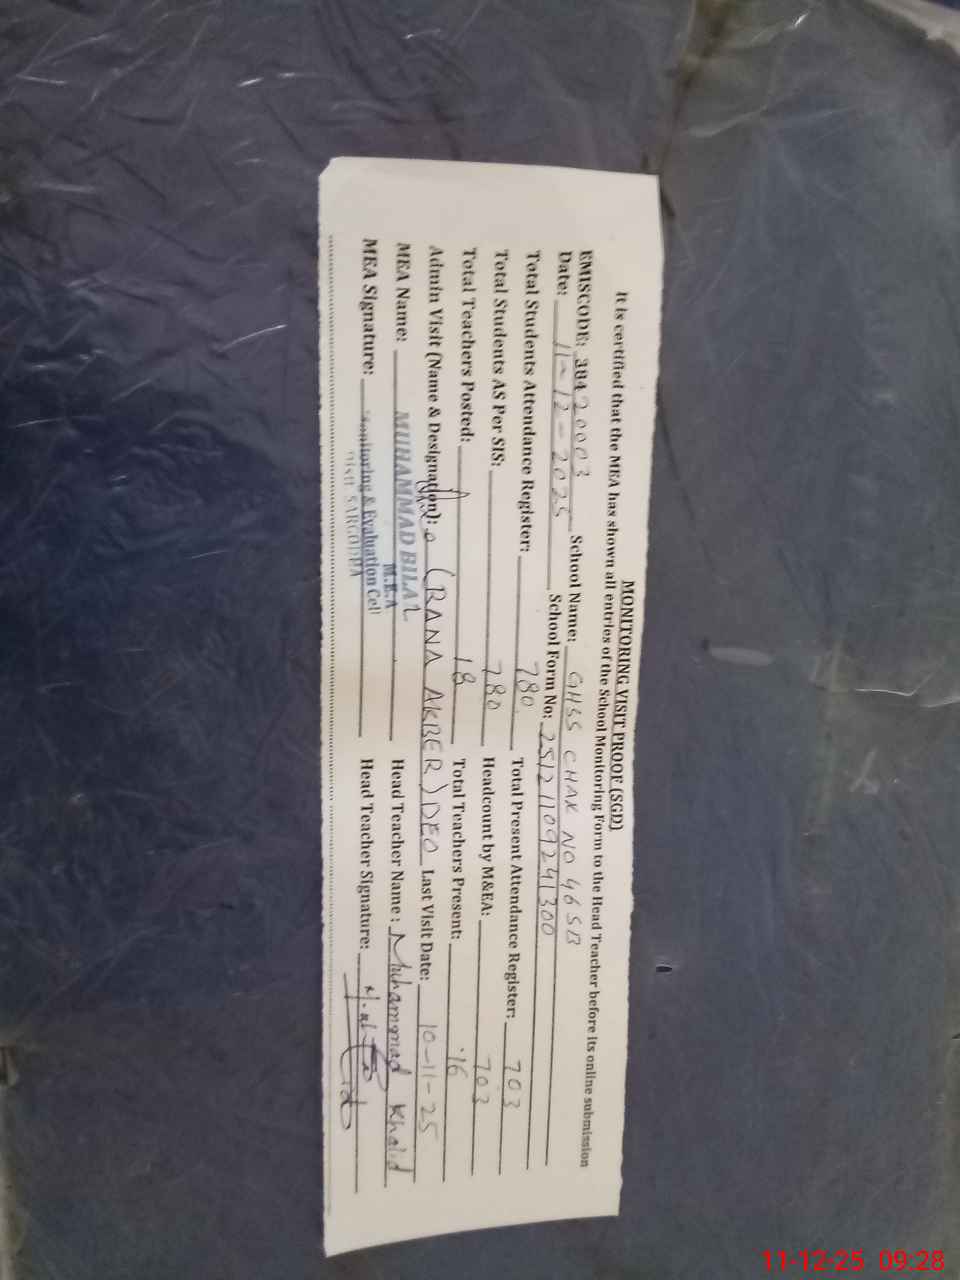 MONITORING VISIT PROOF (SGD)
It is certified that the MEA has shown all entries of the School Monitoring Form to the Head Teacher before its online submission
EMISCODE: 38420003 School Name: GHSS CHAK NO 46 SB
Date: 11-12-2025 School Form No: 251211092241300
Total Students Attendance Register: 780 Total Present Attendance Register: 703
Total Students AS Per SIS: 780 Headcount by M&EA: 703
Total Teachers Posted: 18 Total Teachers Present: 16
Admin Visit (Name & Designation): (RANA AKBER) DEO Last Visit Date: 10-11-25
MEA Name: MUHAMMAD BILAL Head Teacher Name: Muhammad Khalid
M.E.A
MEA Signature: Monitoring & Evaluation Cell Head Teacher Signature:
Distt SARGODHA
11-12-25 09:28